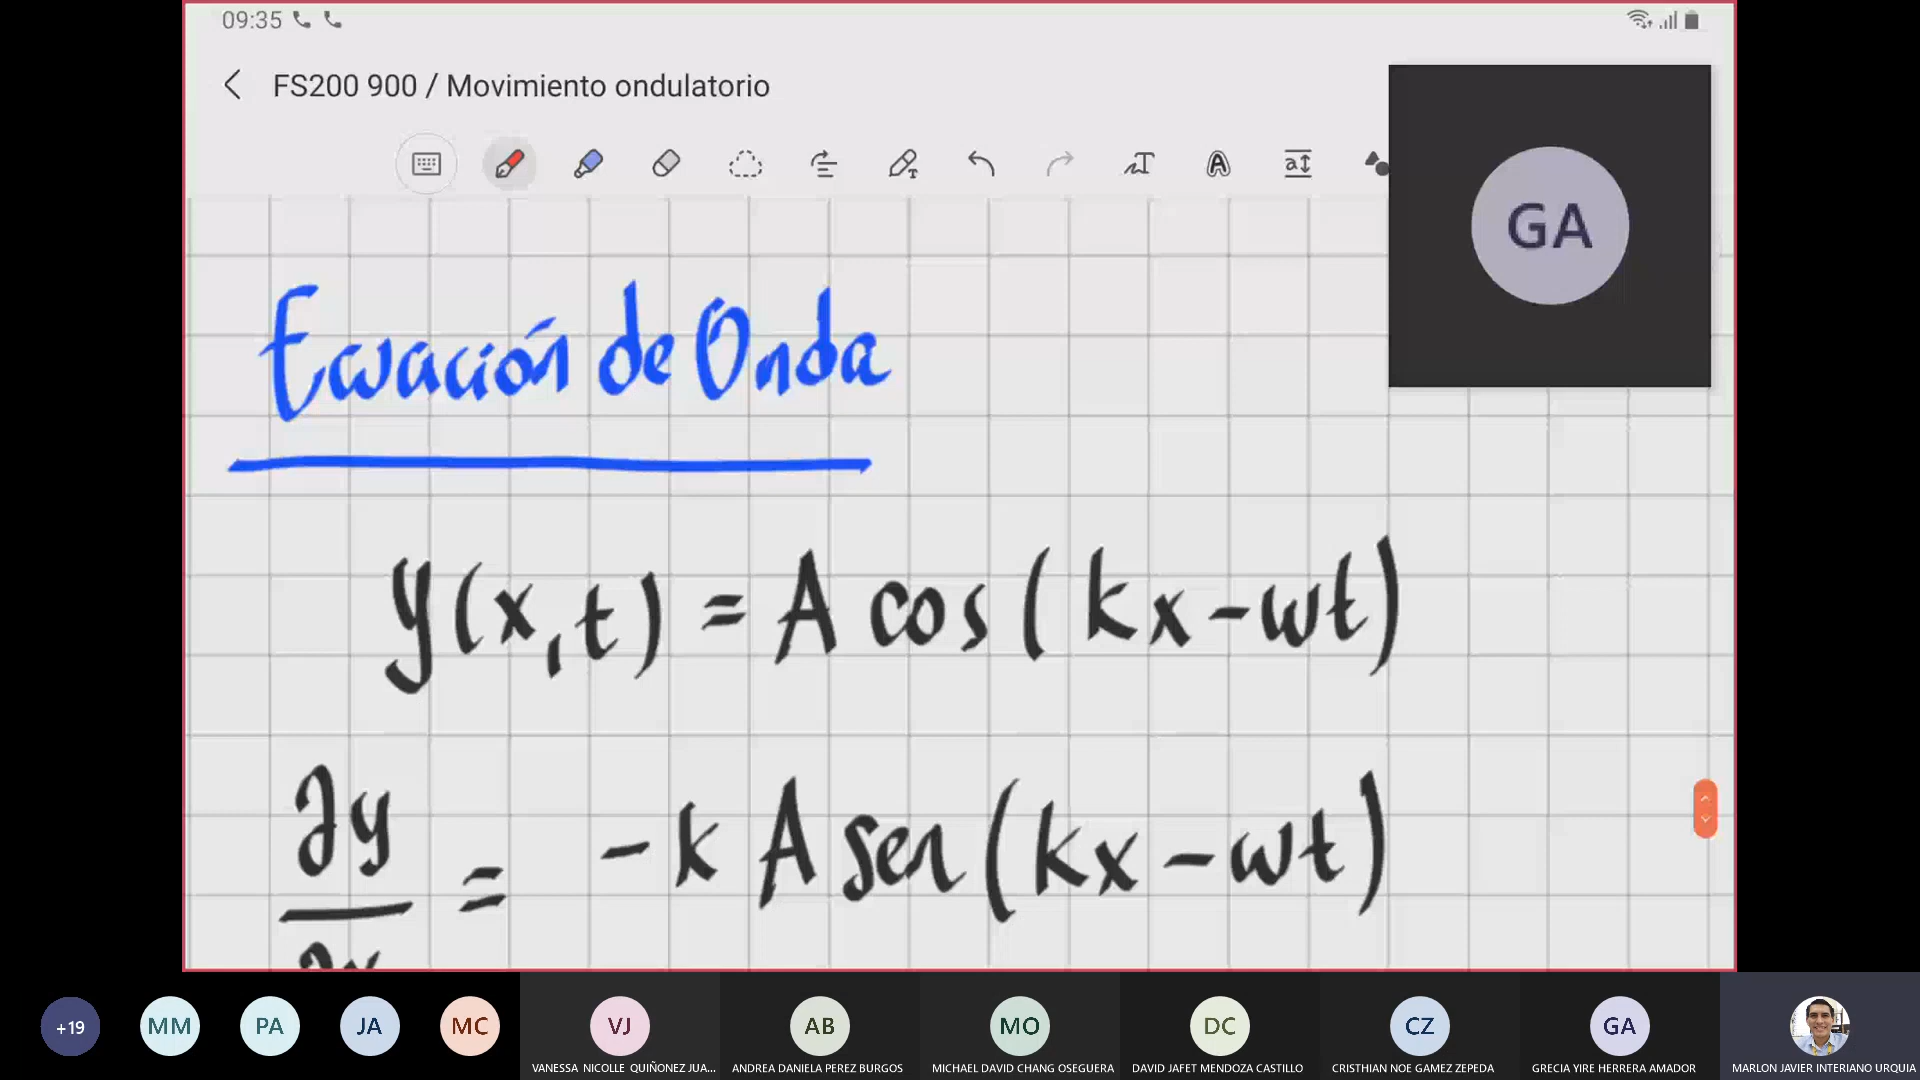 09:35
FS200 900 / Movimiento ondulatorio
GA
Ecuación de Onda
y(x,t) = A cos(kx-wt)
∂y = -k A sen(kx-wt)
∂x
+19 MM PA JA MC VJ AB MO DC CZ GA
VANESSA NICOLLE QUIÑONEZ JUA... ANDREA DANIELA PEREZ BURGOS MICHAEL DAVID CHANG OSEGUERA DAVID JAFET MENDOZA CASTILLO CRISTHIAN NOE GAMEZ ZEPEDA GRECIA YIRE HERRERA AMADOR MARLON JAVIER INTERIANO URQUIA